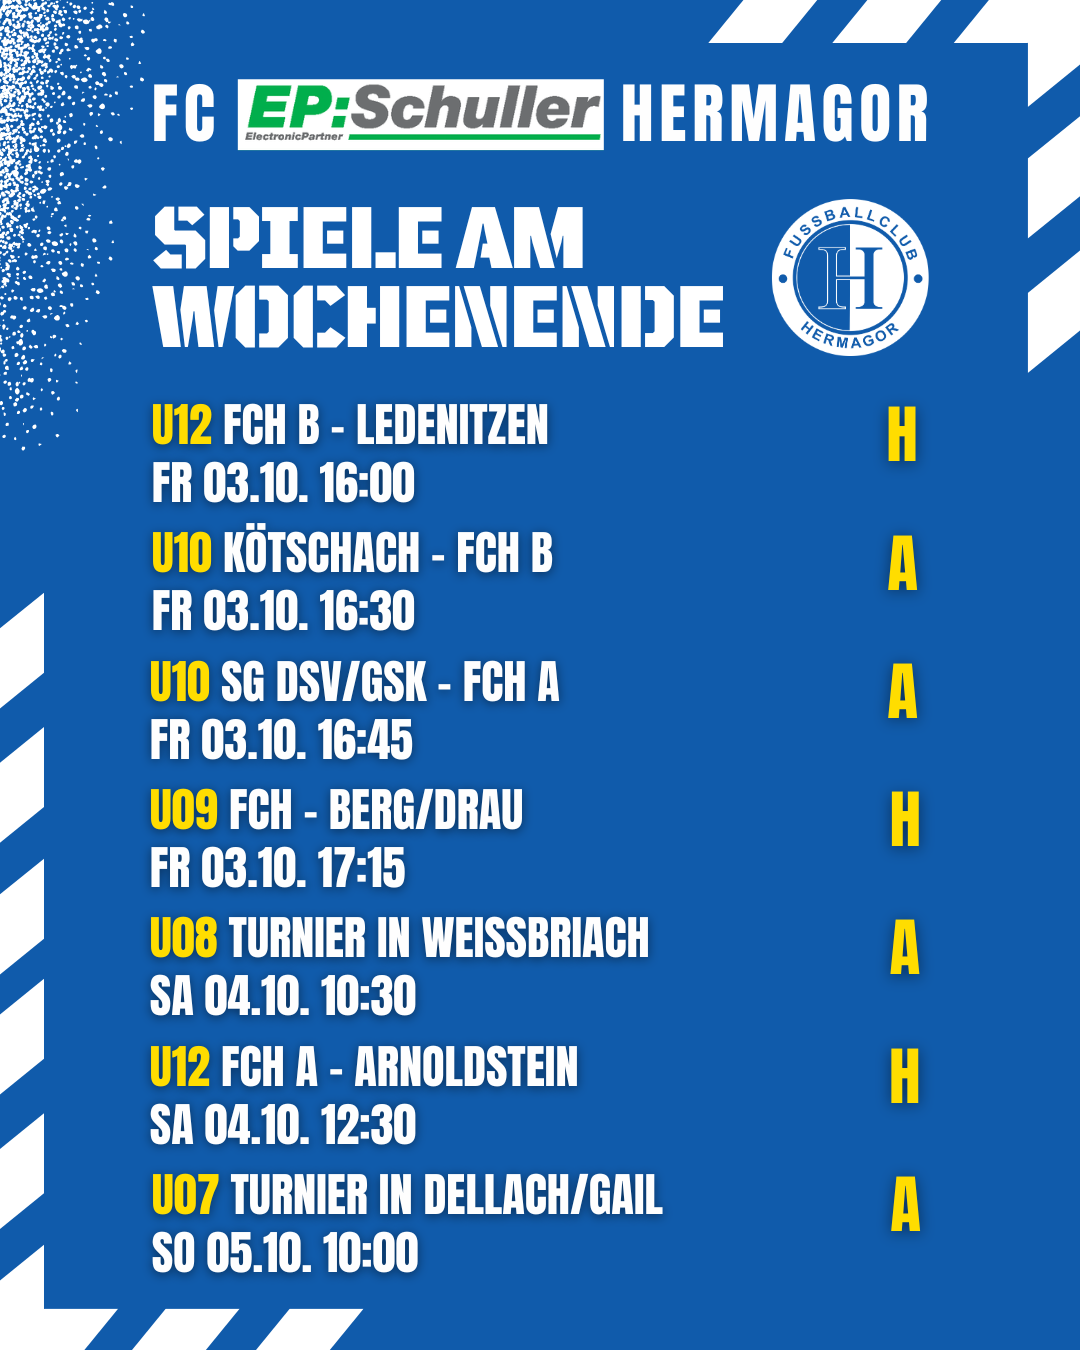 FC EP:Schuller HERMAGOR
ElectronicPartner
SPIELE AM
WOCHENENDE
FUSSBALLCLUB
H
HERMAGOR
U12 FCH B - LEDENITZEN H
FR 03.10. 16:00
U10 KÖTSCHACH - FCH B A
FR 03.10. 16:30
U10 SG DSV/GSK - FCH A A
FR 03.10. 16:45
U09 FCH - BERG/DRAU H
FR 03.10. 17:15
U08 TURNIER IN WEISSBRIACH A
SA 04.10. 10:30
U12 FCH A - ARNOLDSTEIN H
SA 04.10. 12:30
U07 TURNIER IN DELLACH/GAIL A
SO 05.10. 10:00